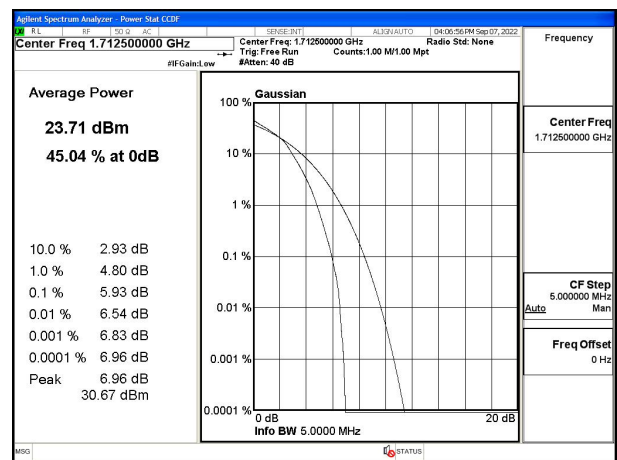 Agilent Spectrum Analyzer - Power Stat CCDF
LXI RL RF 50 Ω AC SENSE:INT ALIGN AUTO 04:06:56 PM Sep 07, 2022
Center Freq 1.712500000 GHz
Center Freq: 1.712500000 GHz Radio Std: None
Trig: Free Run Counts:1.00 M/1.00 Mpt
#IFGain:Low #Atten: 40 dB
Frequency
Average Power
23.71 dBm
45.04 % at 0dB
10.0 % 2.93 dB
1.0 % 4.80 dB
0.1 % 5.93 dB
0.01 % 6.54 dB
0.001 % 6.83 dB
0.0001 % 6.96 dB
Peak 6.96 dB
30.67 dBm
Gaussian
100 %
10 %
1 %
0.1 %
0.01 %
0.001 %
0.0001 %
0 dB 20 dB
Info BW 5.0000 MHz
Center Freq
1.712500000 GHz
CF Step
5.000000 MHz
Auto Man
Freq Offset
0 Hz
MSG STATUS